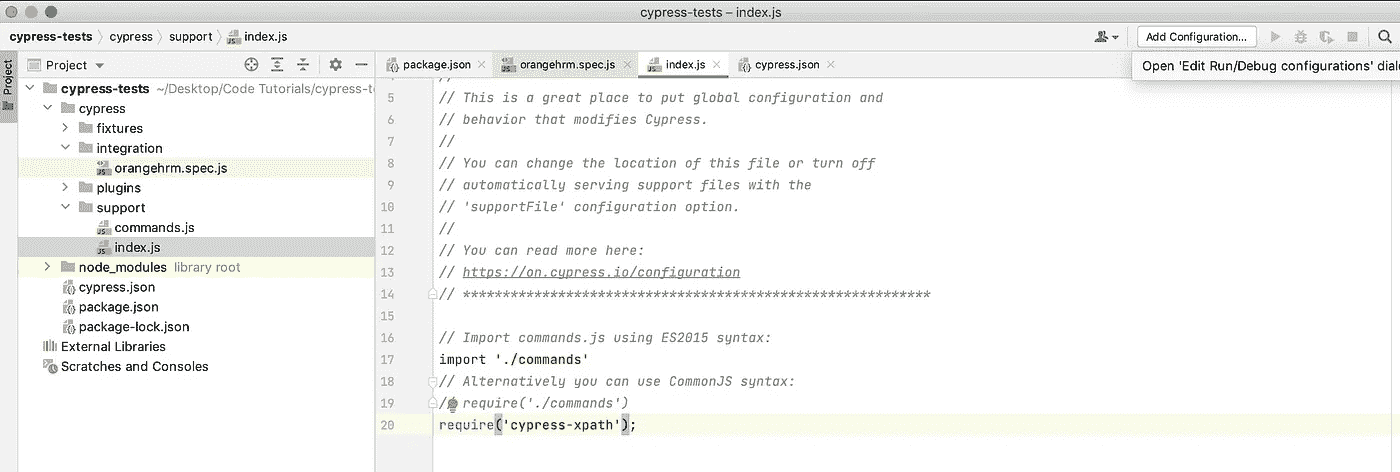 cypress-tests – index.js
cypress-tests cypress support index.js
Add Configuration...
Project
Project
package.json orangehrm.spec.js index.js cypress.json
Open 'Edit Run/Debug configurations'
cypress-tests ~/Desktop/Code Tutorials/cypress-t
cypress
fixtures
integration
orangehrm.spec.js
plugins
support
commands.js
index.js
node_modules library root
cypress.json
package.json
package-lock.json
External Libraries
Scratches and Consoles
5 // This is a great place to put global configuration and
6 // behavior that modifies Cypress.
7 //
8 // You can change the location of this file or turn off
9 // automatically serving support files with the
10 // 'supportFile' configuration option.
11 //
12 // You can read more here:
13 // https://on.cypress.io/configuration
14 // ***********************************************************
15
16 // Import commands.js using ES2015 syntax:
17 import './commands'
18 // Alternatively you can use CommonJS syntax:
19 // require('./commands')
20 require('cypress-xpath');